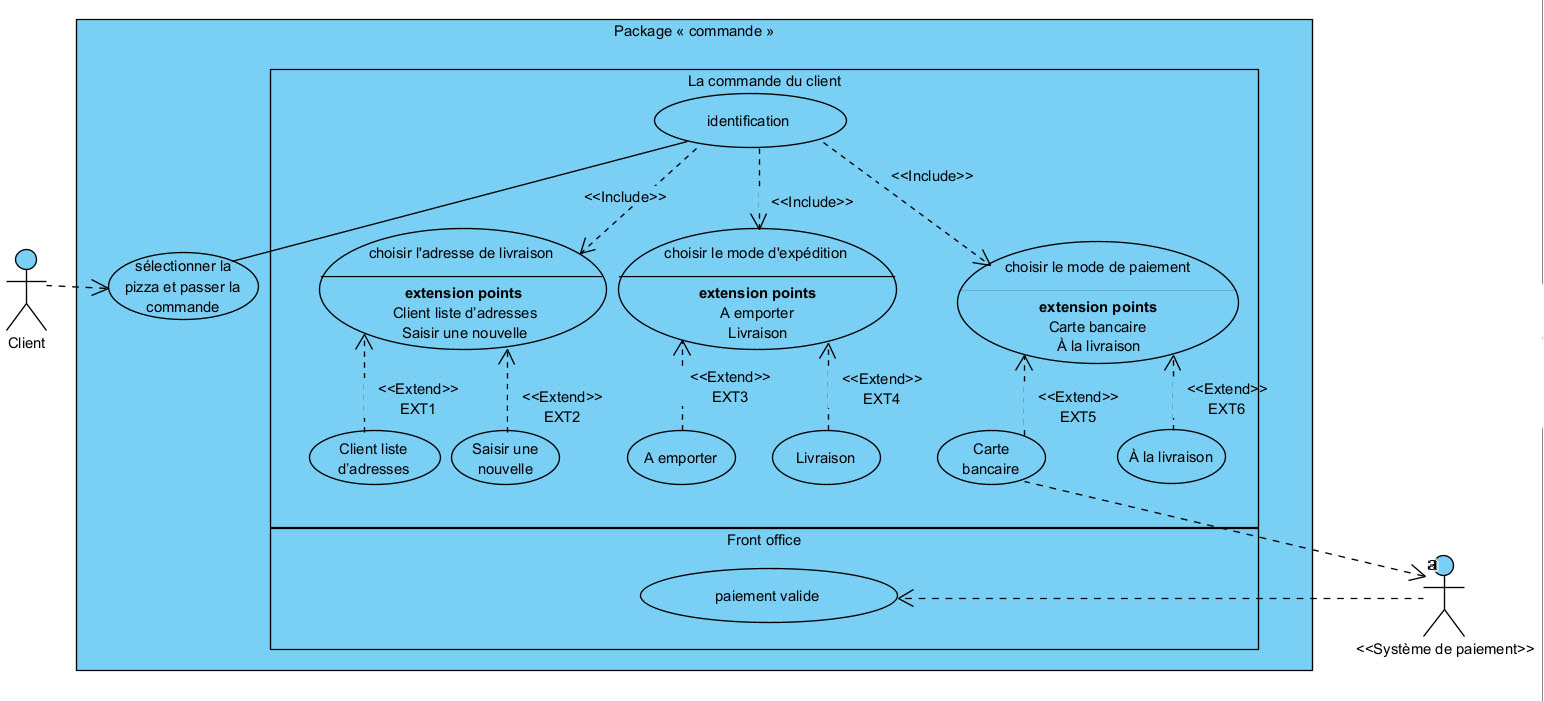 Package « commande »
La commande du client
identification
<<Include>>
<<Include>>
<<Include>>
sélectionner la
pizza et passer la
commande
Client
choisir l'adresse de livraison
extension points
Client liste d'adresses
Saisir une nouvelle
choisir le mode d'expédition
extension points
A emporter
Livraison
choisir le mode de paiement
extension points
Carte bancaire
À la livraison
<<Extend>>
EXT1
<<Extend>>
EXT2
<<Extend>>
EXT3
<<Extend>>
EXT4
<<Extend>>
EXT5
<<Extend>>
EXT6
Client liste
d'adresses
Saisir une
nouvelle
A emporter
Livraison
Carte
bancaire
À la livraison
Front office
paiement valide
<<Système de paiement>>